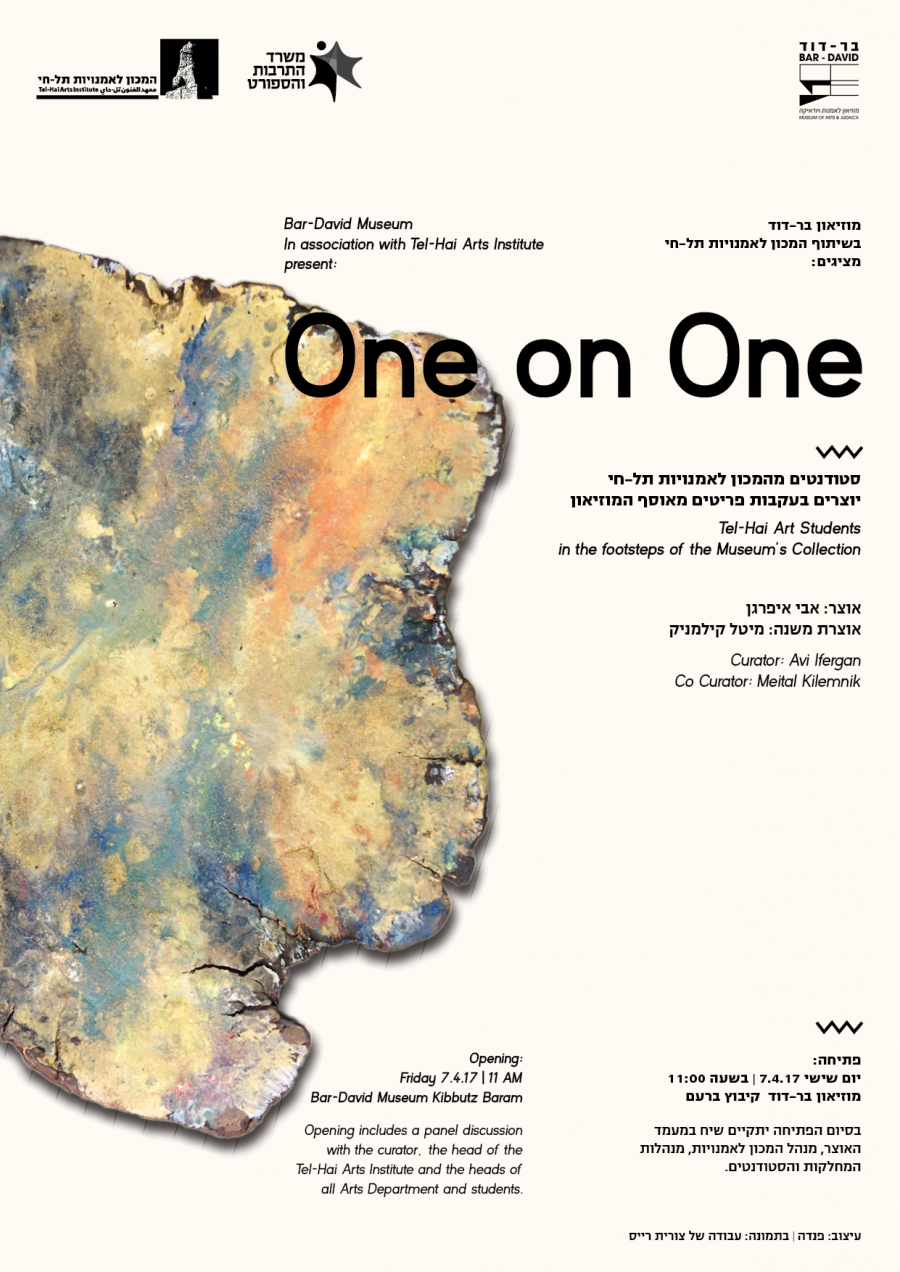 המכון לאמנויות תל-חי
Tel-Hai Arts Institute معهد الفنون تل-حاي
משרד
התרבות
והספורט
בר-דוד
BAR - DAVID
מוזיאון לאמנות ויודאיקה
MUSEUM OF ARTS & JUDAICA
Bar-David Museum
In association with Tel-Hai Arts Institute
present:
מוזיאון בר-דוד
בשיתוף המכון לאמנויות תל-חי
מציגים:
One on One
סטודנטים מהמכון לאמנויות תל-חי
יוצרים בעקבות פריטים מאוסף המוזיאון
Tel-Hai Art Students
in the footsteps of the Museum's Collection
אוצר: אבי איפרגן
אוצרת משנה: מיטל קילמניק
Curator: Avi Ifergan
Co Curator: Meital Kilemnik
Opening:
Friday 7.4.17 | 11 AM
Bar-David Museum Kibbutz Baram
Opening includes a panel discussion
with the curator, the head of the
Tel-Hai Arts Institute and the heads of
all Arts Department and students.
פתיחה:
יום שישי 7.4.17 | בשעה 11:00
מוזיאון בר-דוד קיבוץ ברעם
בסיום הפתיחה יתקיים שיח במעמד
האוצר, מנהל המכון לאמנויות, מנהלות
המחלקות והסטודנטים.
עיצוב: פנדה | בתמונה: עבודה של צורית רייס